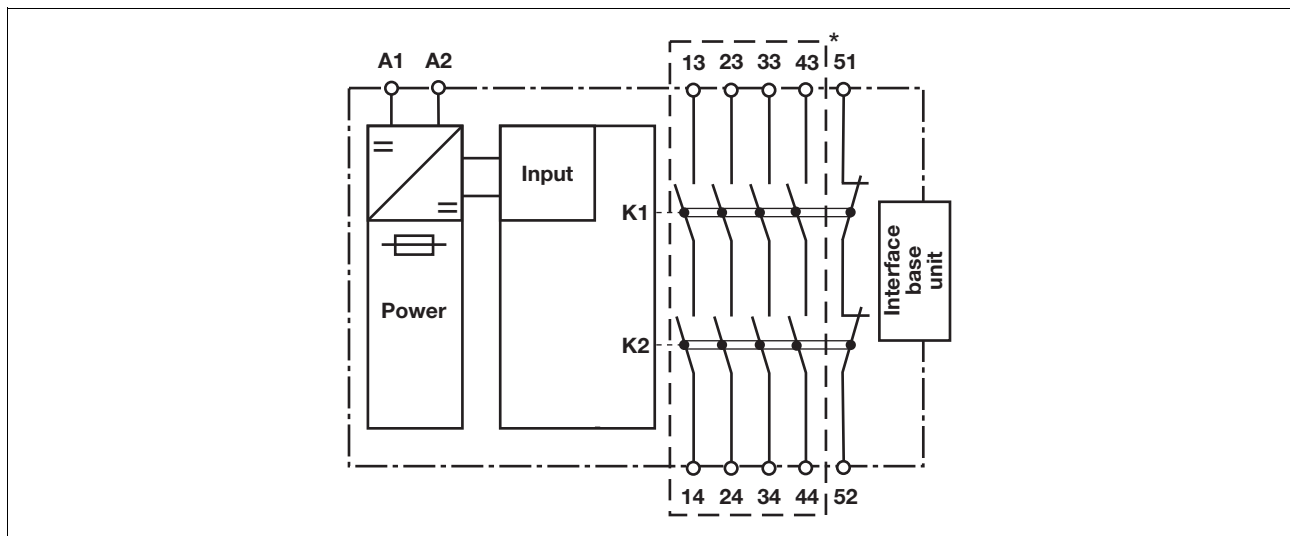 *
A1 A2 13 23 33 43 51
Input
K1
Interface
base
unit
Power
K2
14 24 34 44 52